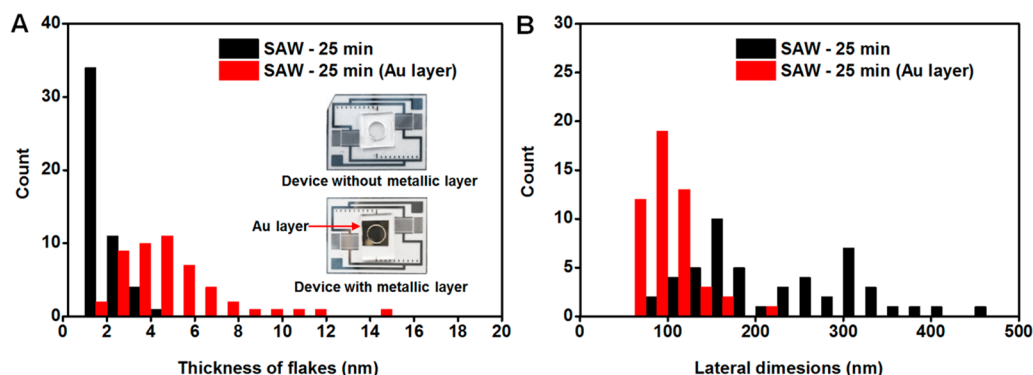 A
40
30
20
10
0
Count
0 2 4 6 8 10 12 14 16 18 20
Thickness of flakes (nm)
SAW - 25 min
SAW - 25 min (Au layer)
Device without metallic layer
Au layer
Device with metallic layer
B
30
25
20
15
10
5
0
Count
0 100 200 300 400 500
Lateral dimesions (nm)
SAW - 25 min
SAW - 25 min (Au layer)